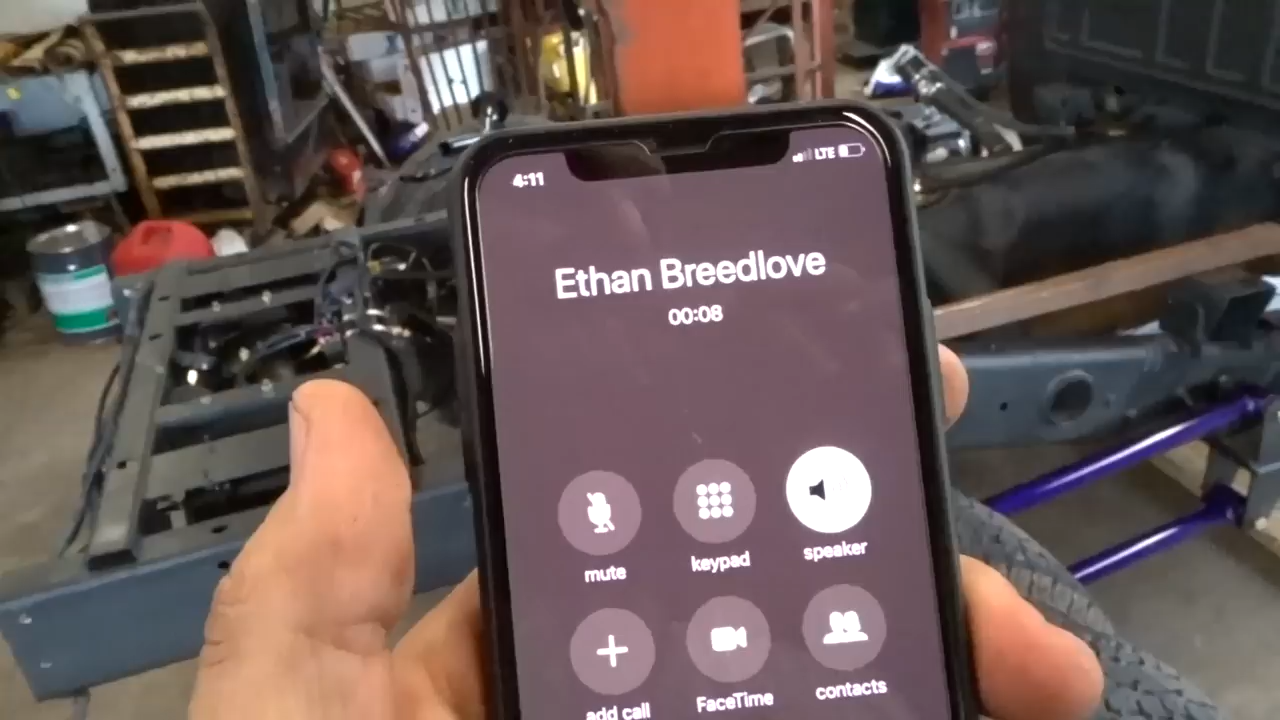 4:11
LTE
Ethan Breedlove
00:08
mute
keypad
speaker
add call
FaceTime
contacts